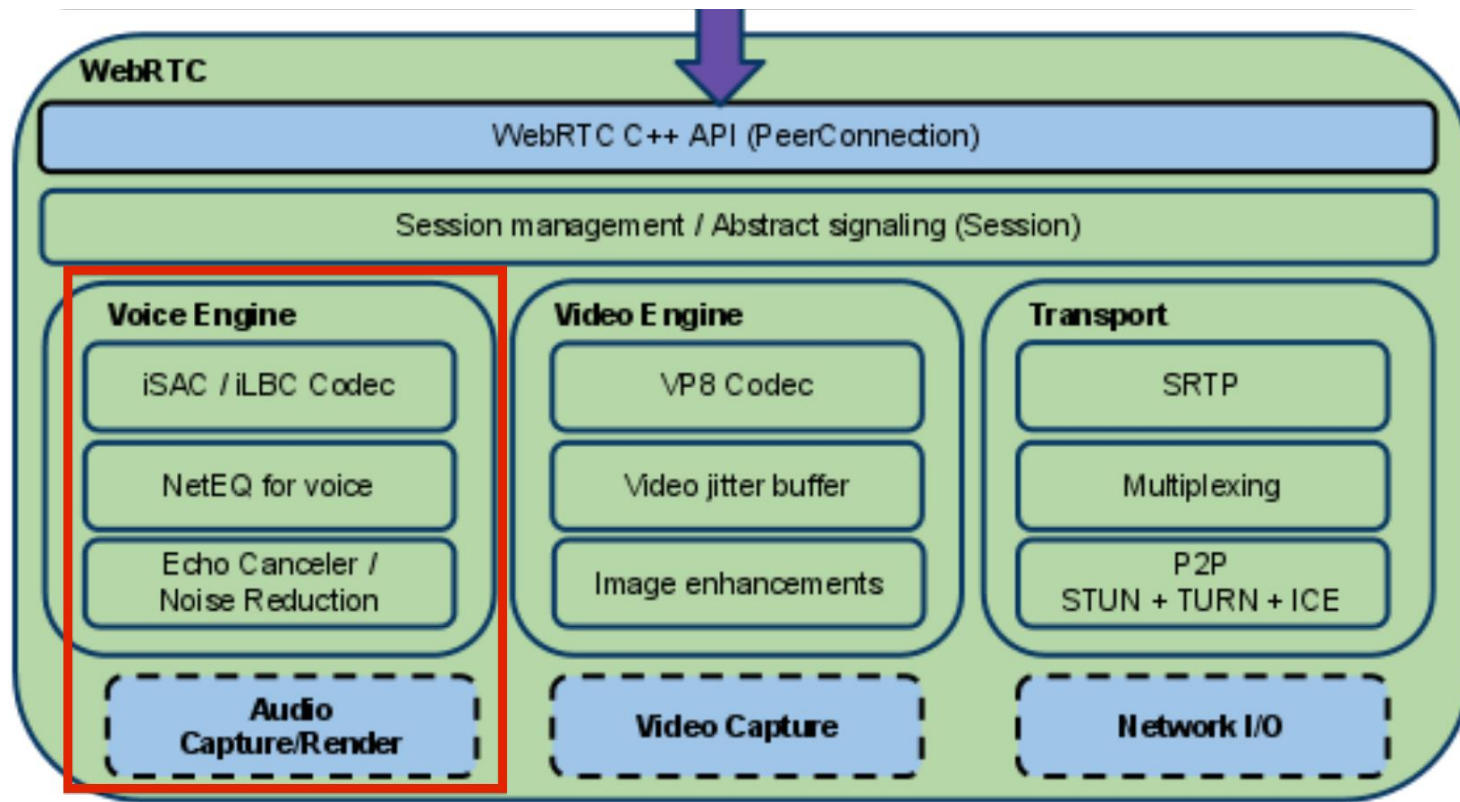 WebRTC
WebRTC C++ API (PeerConnection)
Session management / Abstract signaling (Session)
Voice Engine
iSAC / iLBC Codec
NetEQ for voice
Echo Canceler /
Noise Reduction
Audio
Capture/Render
Video Engine
VP8 Codec
Video jitter buffer
Image enhancements
Video Capture
Transport
SRTP
Multiplexing
P2P
STUN + TURN + ICE
Network I/O